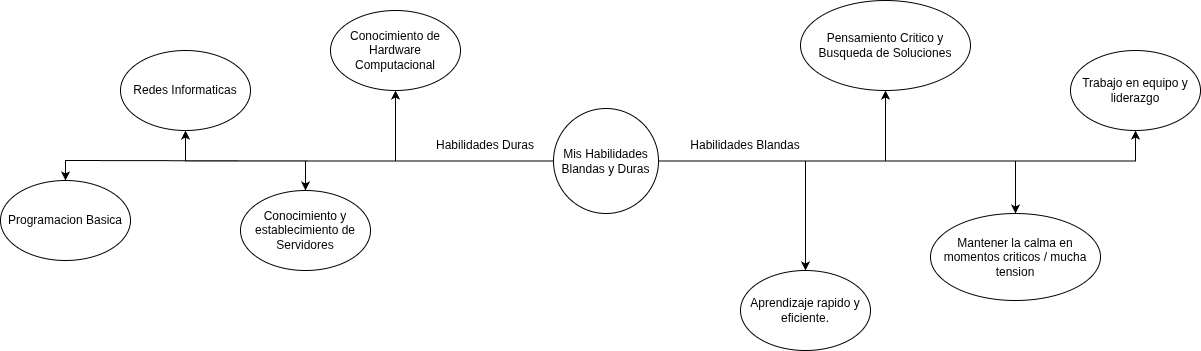 Conocimiento de
Hardware
Computacional
Pensamiento Critico y
Busqueda de Soluciones
Redes Informaticas
Trabajo en equipo y
liderazgo
Habilidades Duras
Mis Habilidades
Blandas y Duras
Habilidades Blandas
Programacion Basica
Conocimiento y
establecimiento de
Servidores
Mantener la calma en
momentos criticos / mucha
tension
Aprendizaje rapido y
eficiente.